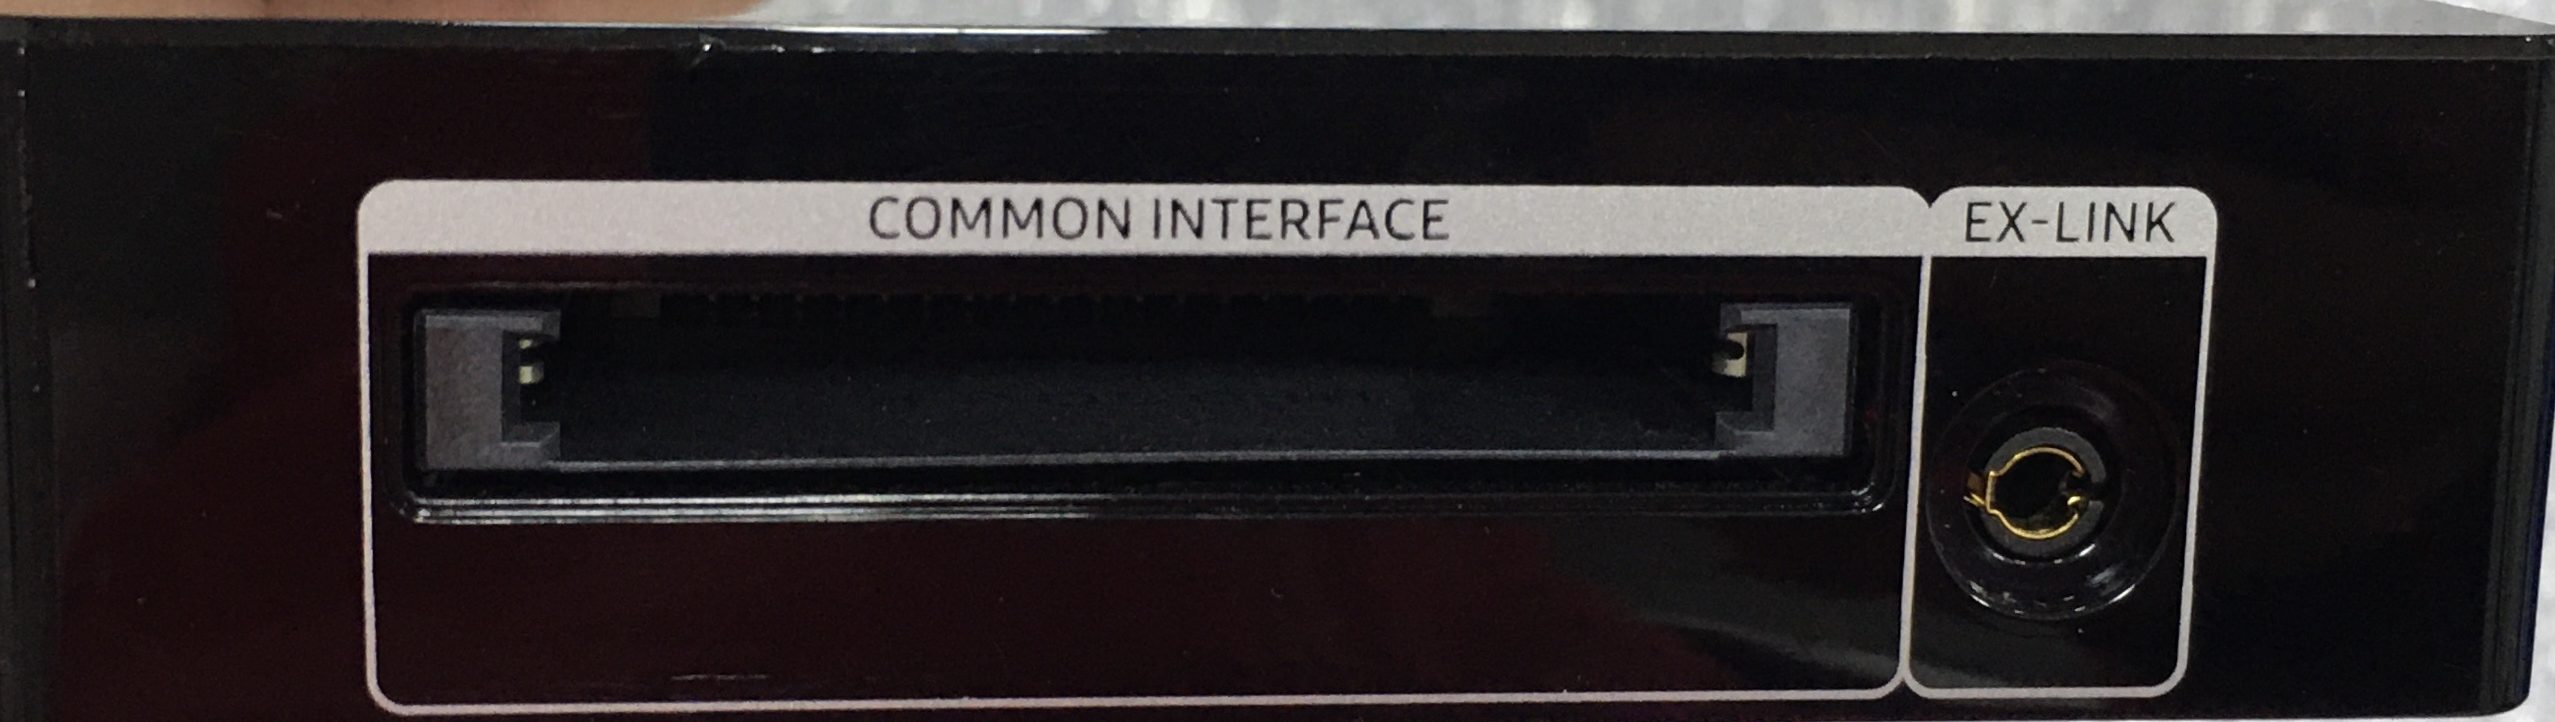 COMMON INTERFACE
EX-LINK